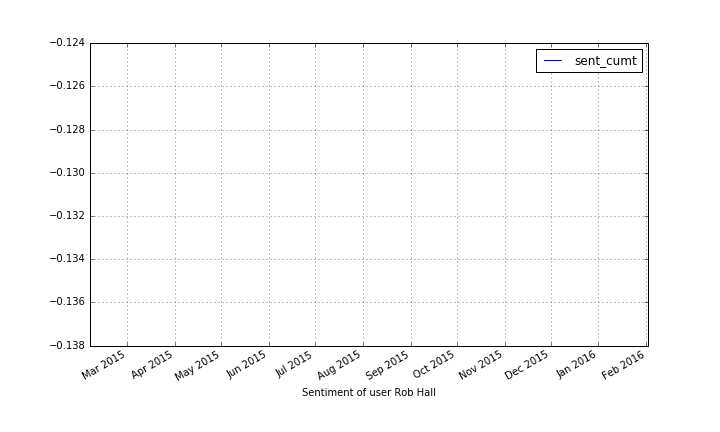 −0.124
−0.126
−0.128
−0.130
−0.132
−0.134
−0.136
−0.138
sent_cumt
Mar 2015
Apr 2015
May 2015
Jun 2015
Jul 2015
Aug 2015
Sep 2015
Oct 2015
Nov 2015
Dec 2015
Jan 2016
Feb 2016
Sentiment of user Rob Hall